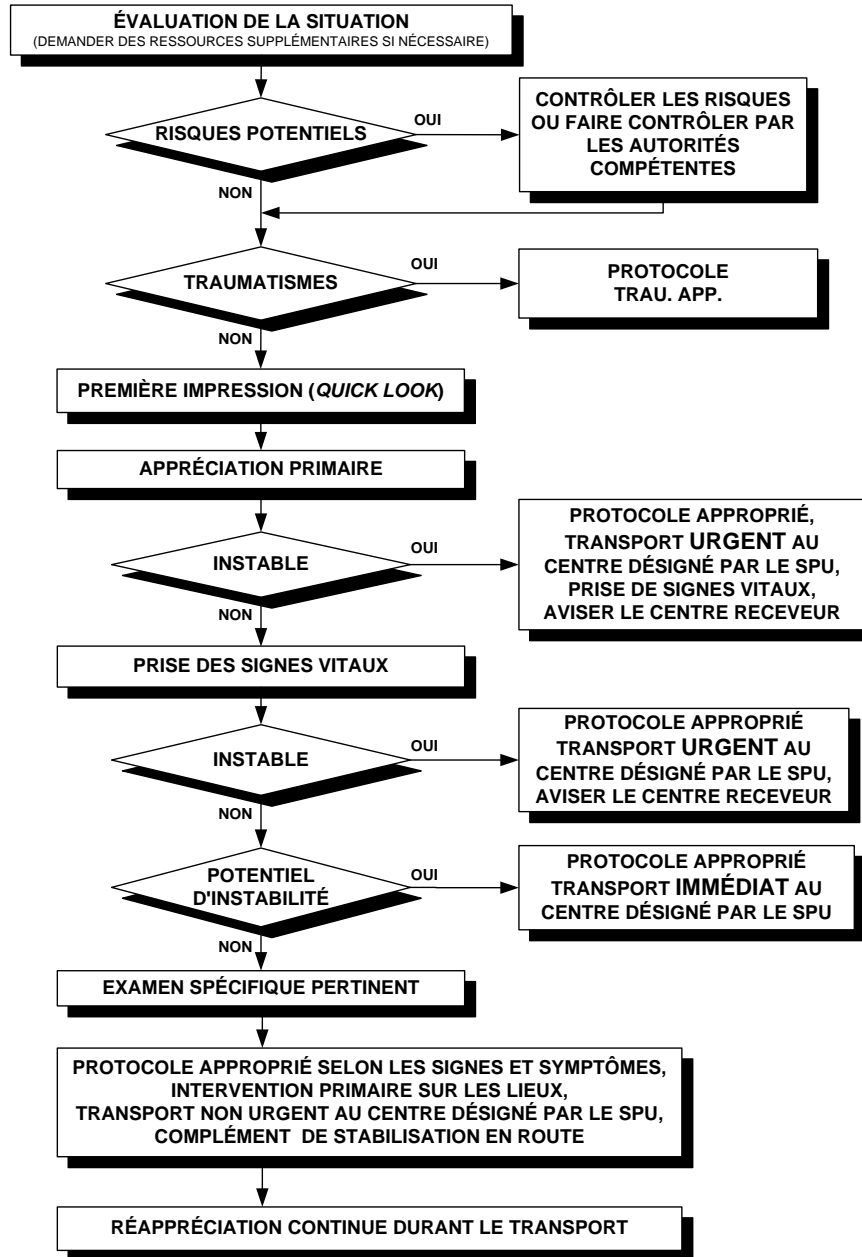 ÉVALUATION DE LA SITUATION
(DEMANDER DES RESSOURCES SUPPLÉMENTAIRES SI NÉCESSAIRE)
RISQUES POTENTIELS
OUI
CONTRÔLER LES RISQUES
OU FAIRE CONTRÔLER PAR
LES AUTORITÉS
COMPÉTENTES
NON
TRAUMATISMES
OUI
PROTOCOLE
TRAU. APP.
NON
PREMIÈRE IMPRESSION (QUICK LOOK)
APPRÉCIATION PRIMAIRE
INSTABLE
OUI
PROTOCOLE APPROPRIÉ,
TRANSPORT URGENT AU
CENTRE DÉSIGNÉ PAR LE SPU,
PRISE DE SIGNES VITAUX,
AVISER LE CENTRE RECEVEUR
NON
PRISE DES SIGNES VITAUX
INSTABLE
OUI
PROTOCOLE APPROPRIÉ
TRANSPORT URGENT AU
CENTRE DÉSIGNÉ PAR LE SPU,
AVISER LE CENTRE RECEVEUR
NON
POTENTIEL
D'INSTABILITÉ
OUI
PROTOCOLE APPROPRIÉ
TRANSPORT IMMÉDIAT AU
CENTRE DÉSIGNÉ PAR LE SPU
NON
EXAMEN SPÉCIFIQUE PERTINENT
PROTOCOLE APPROPRIÉ SELON LES SIGNES ET SYMPTÔMES,
INTERVENTION PRIMAIRE SUR LES LIEUX,
TRANSPORT NON URGENT AU CENTRE DÉSIGNÉ PAR LE SPU,
COMPLÉMENT DE STABILISATION EN ROUTE
RÉAPPRÉCIATION CONTINUE DURANT LE TRANSPORT